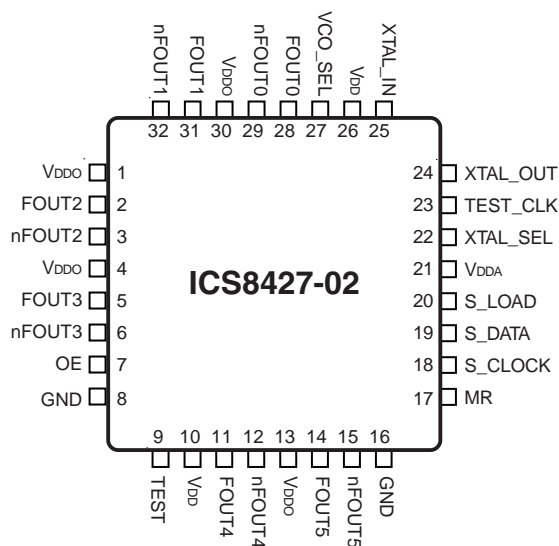 nFOUT1
FOUT1
VDDO
nFOUT0
FOUT0
VCO_SEL
VDD
XTAL_IN
32 31 30 29 28 27 26 25
VDDO 1
FOUT2 2
nFOUT2 3
VDDO 4
FOUT3 5
nFOUT3 6
OE 7
GND 8
ICS8427-02
24 XTAL_OUT
23 TEST_CLK
22 XTAL_SEL
21 VDDA
20 S_LOAD
19 S_DATA
18 S_CLOCK
17 MR
9 10 11 12 13 14 15 16
TEST
VDD
FOUT4
nFOUT4
VDDO
FOUT5
nFOUT5
GND